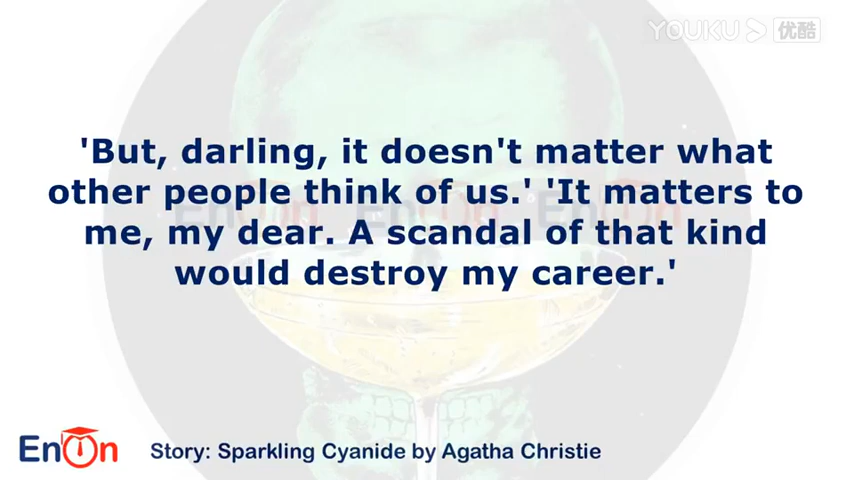 YOUKU 优酷
'But, darling, it doesn't matter what
other people think of us.' 'It matters to
me, my dear. A scandal of that kind
would destroy my career.'
EnOn
Story: Sparkling Cyanide by Agatha Christie